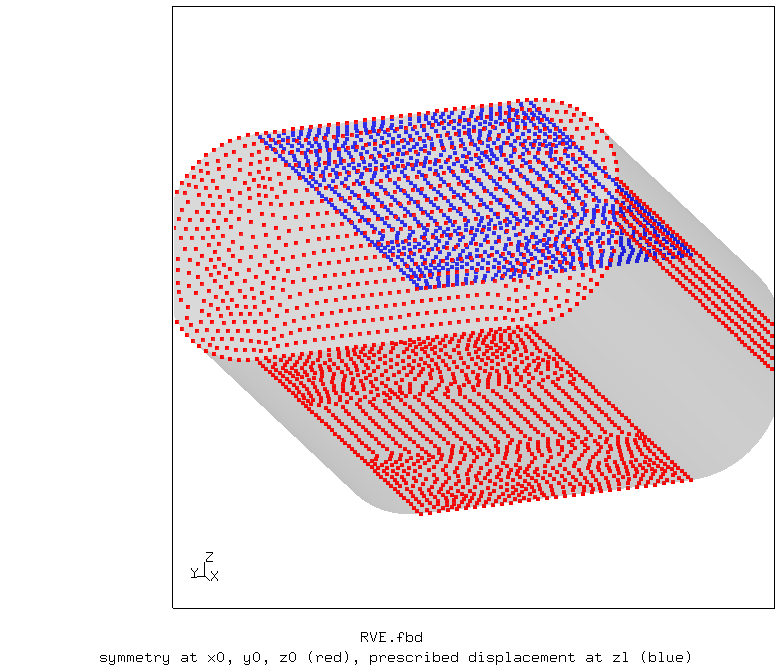 Z
Y X
RVE.fbd
symmetry at x0, y0, z0 (red), prescribed displacement at z1 (blue)